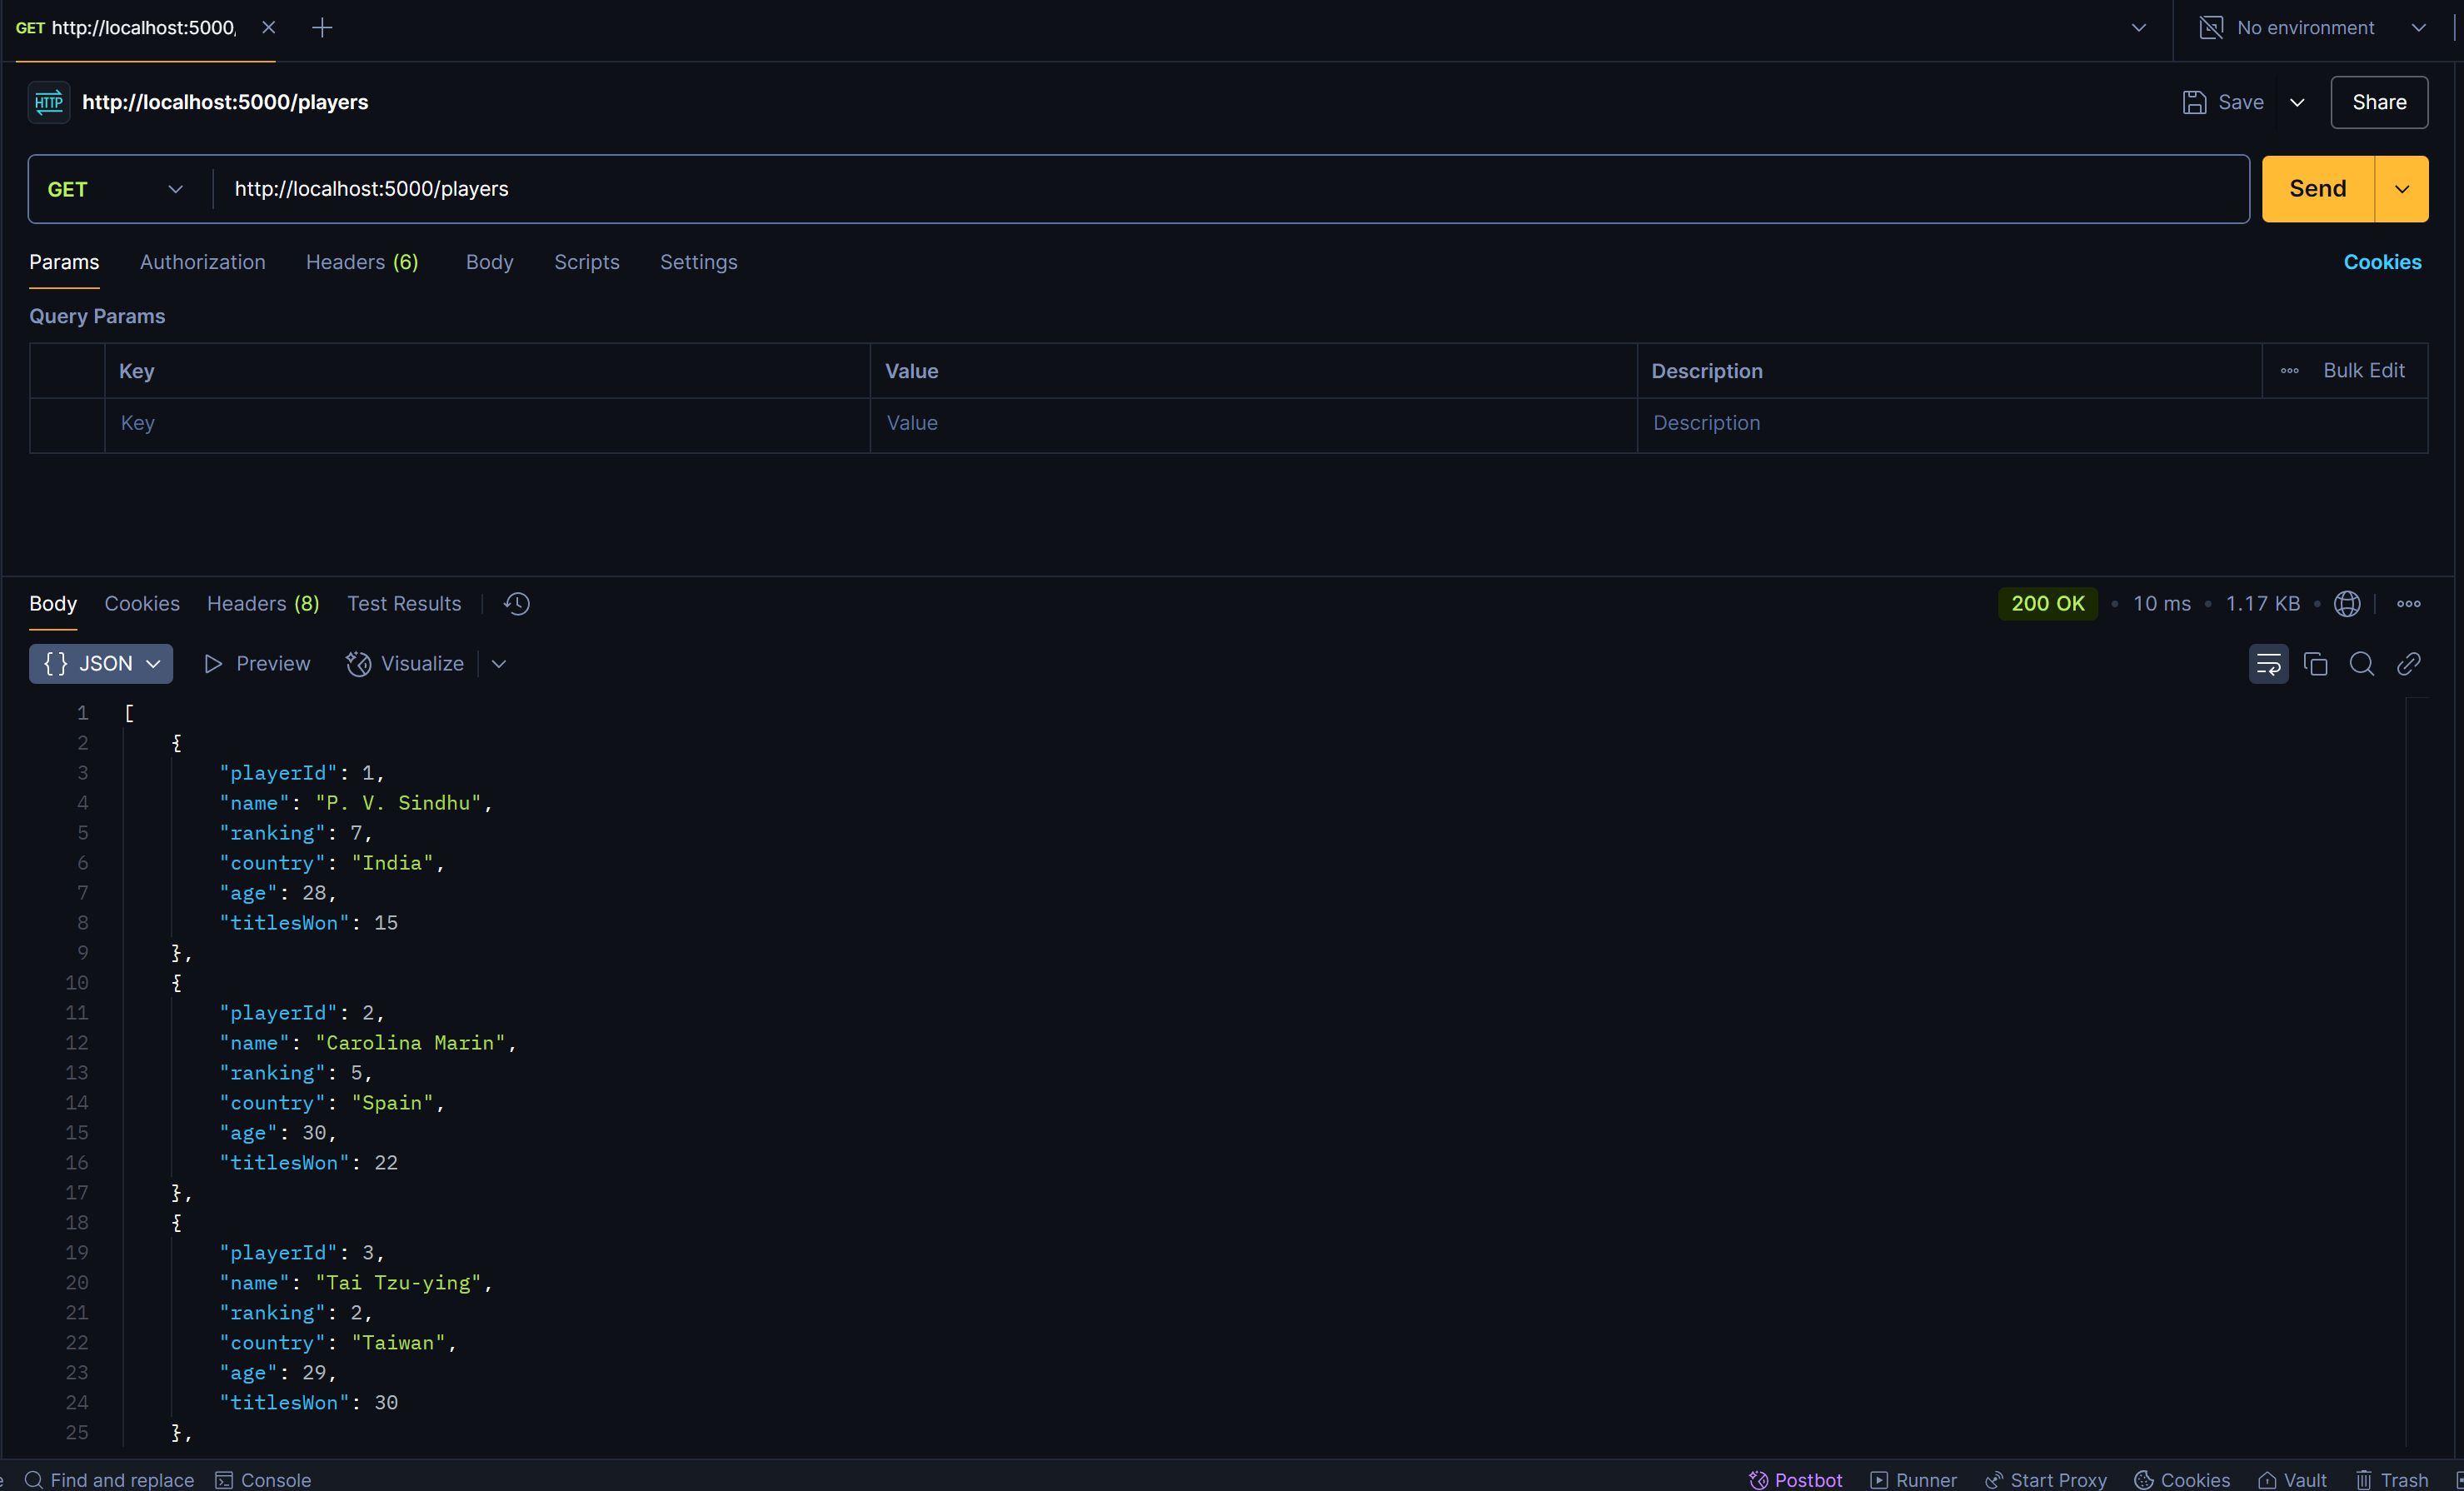 GET http://localhost:5000/
No environment
HTTP http://localhost:5000/players
Save
Share
GET http://localhost:5000/players
Send
Params Authorization Headers (6) Body Scripts Settings
Cookies
Query Params
Key Value Description
Bulk Edit
Key Value Description
Body Cookies Headers (8) Test Results
200 OK • 10 ms • 1.17 KB •
{} JSON Preview Visualize
1 [
2 {
3 "playerId": 1,
4 "name": "P. V. Sindhu",
5 "ranking": 7,
6 "country": "India",
7 "age": 28,
8 "titlesWon": 15
9 },
10 {
11 "playerId": 2,
12 "name": "Carolina Marin",
13 "ranking": 5,
14 "country": "Spain",
15 "age": 30,
16 "titlesWon": 22
17 },
18 {
19 "playerId": 3,
20 "name": "Tai Tzu-ying",
21 "ranking": 2,
22 "country": "Taiwan",
23 "age": 29,
24 "titlesWon": 30
25 },
Find and replace Console
Postbot Runner Start Proxy Cookies Vault Trash